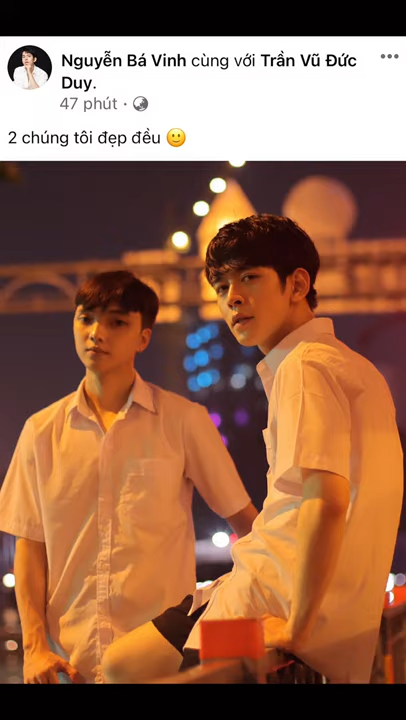 Nguyễn Bá Vinh cùng với Trần Vũ Đức
Duy.
47 phút ·
2 chúng tôi đẹp đều 🙂